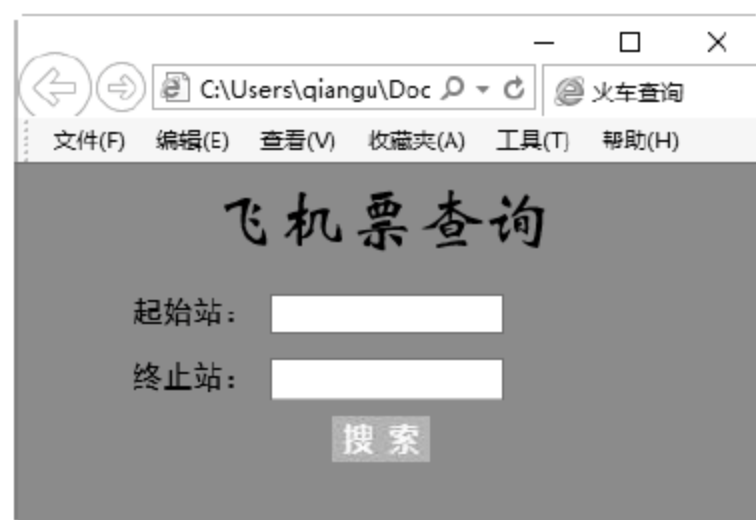 C:\Users\qiangu\Doc 火车查询
文件(F) 编辑(E) 查看(V) 收藏夹(A) 工具(T) 帮助(H)
飞机票查询
起始站：
终止站：
搜 索